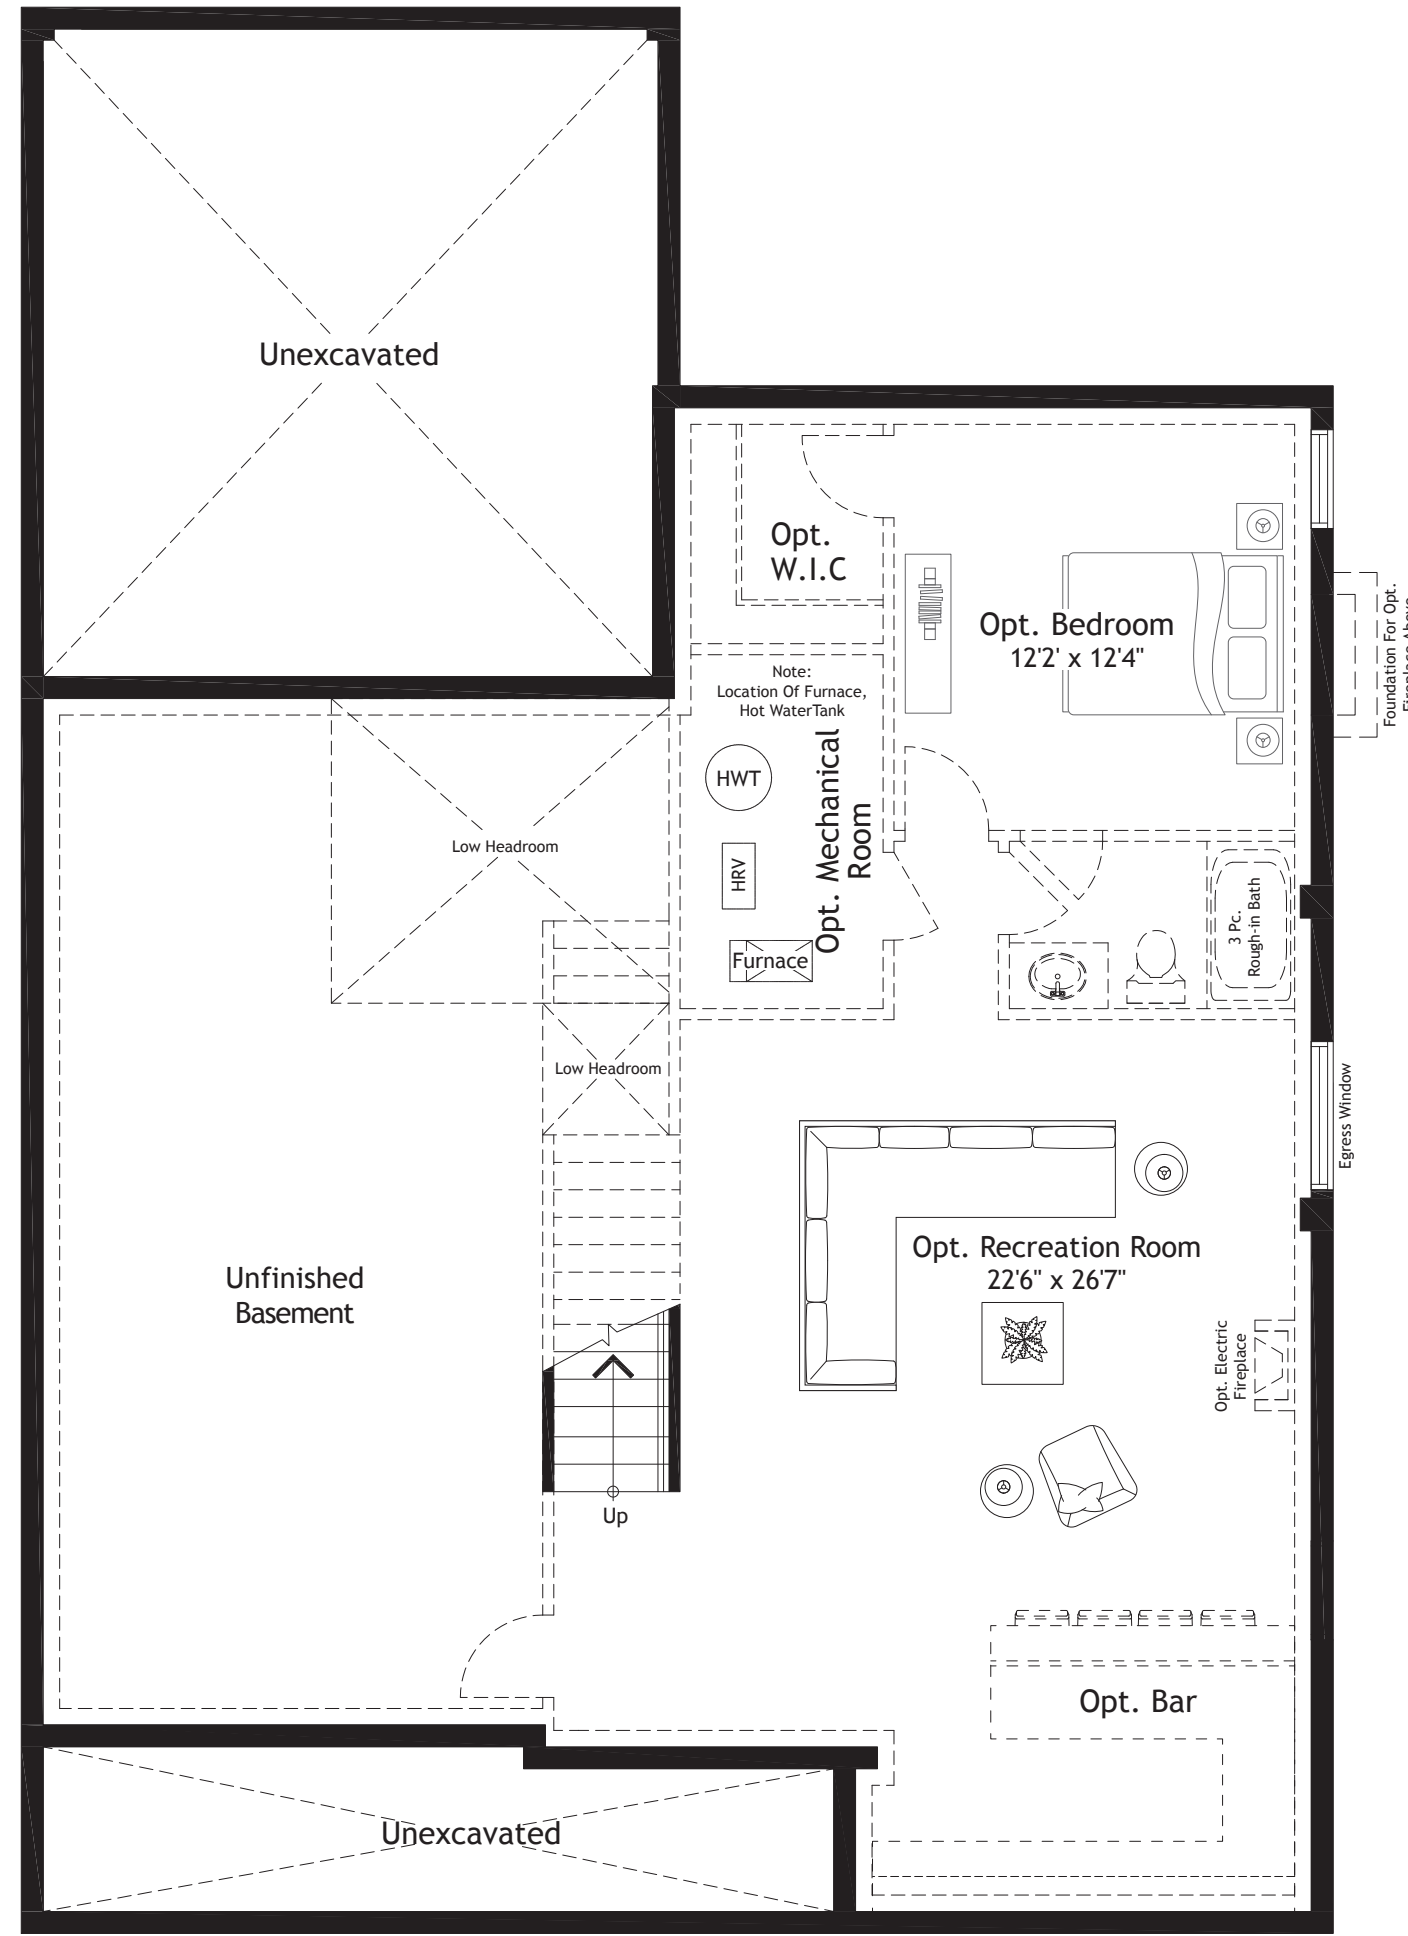 Unexcavated
Opt.
W.I.C
Opt. Bedroom
12'2' x 12'4"
Foundation For Opt.
Fireplace Above
Note:
Location Of Furnace,
Hot WaterTank
Opt. Mechanical
Room
HWT
HRV
Furnace
Low Headroom
3 Pc.
Rough-in Bath
Low Headroom
Egress Window
Opt. Recreation Room
22'6" x 26'7"
Unfinished
Basement
Opt. Electric
Fireplace
Up
Opt. Bar
Unexcavated